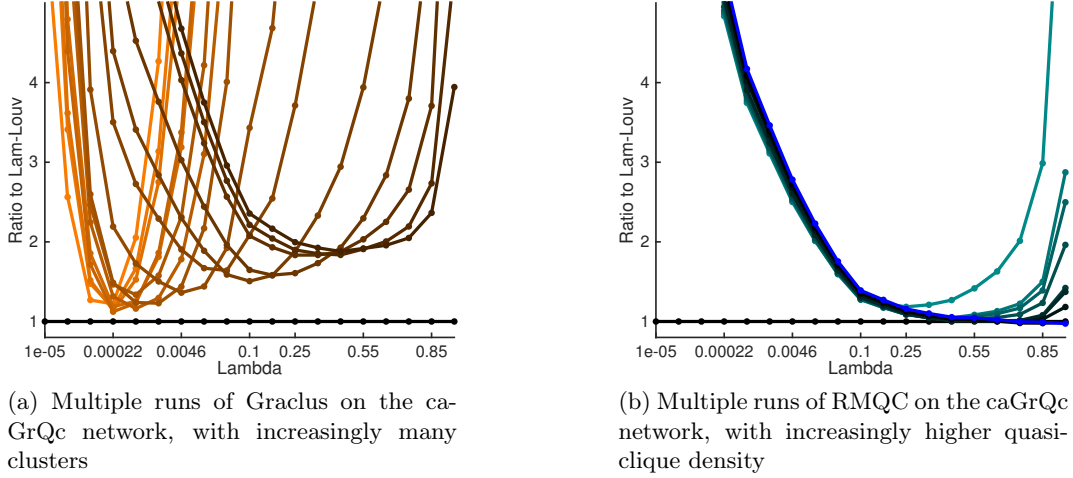 Ratio to Lam-Louv
4
3
2
1
1e-05 0.00022 0.0046 0.1 0.25 0.55 0.85
Lambda
(a) Multiple runs of Graclus on the ca-
GrQc network, with increasingly many
clusters
Ratio to Lam-Louv
4
3
2
1
1e-05 0.00022 0.0046 0.1 0.25 0.55 0.85
Lambda
(b) Multiple runs of RMQC on the caGrQc
network, with increasingly higher quasi-
clique density